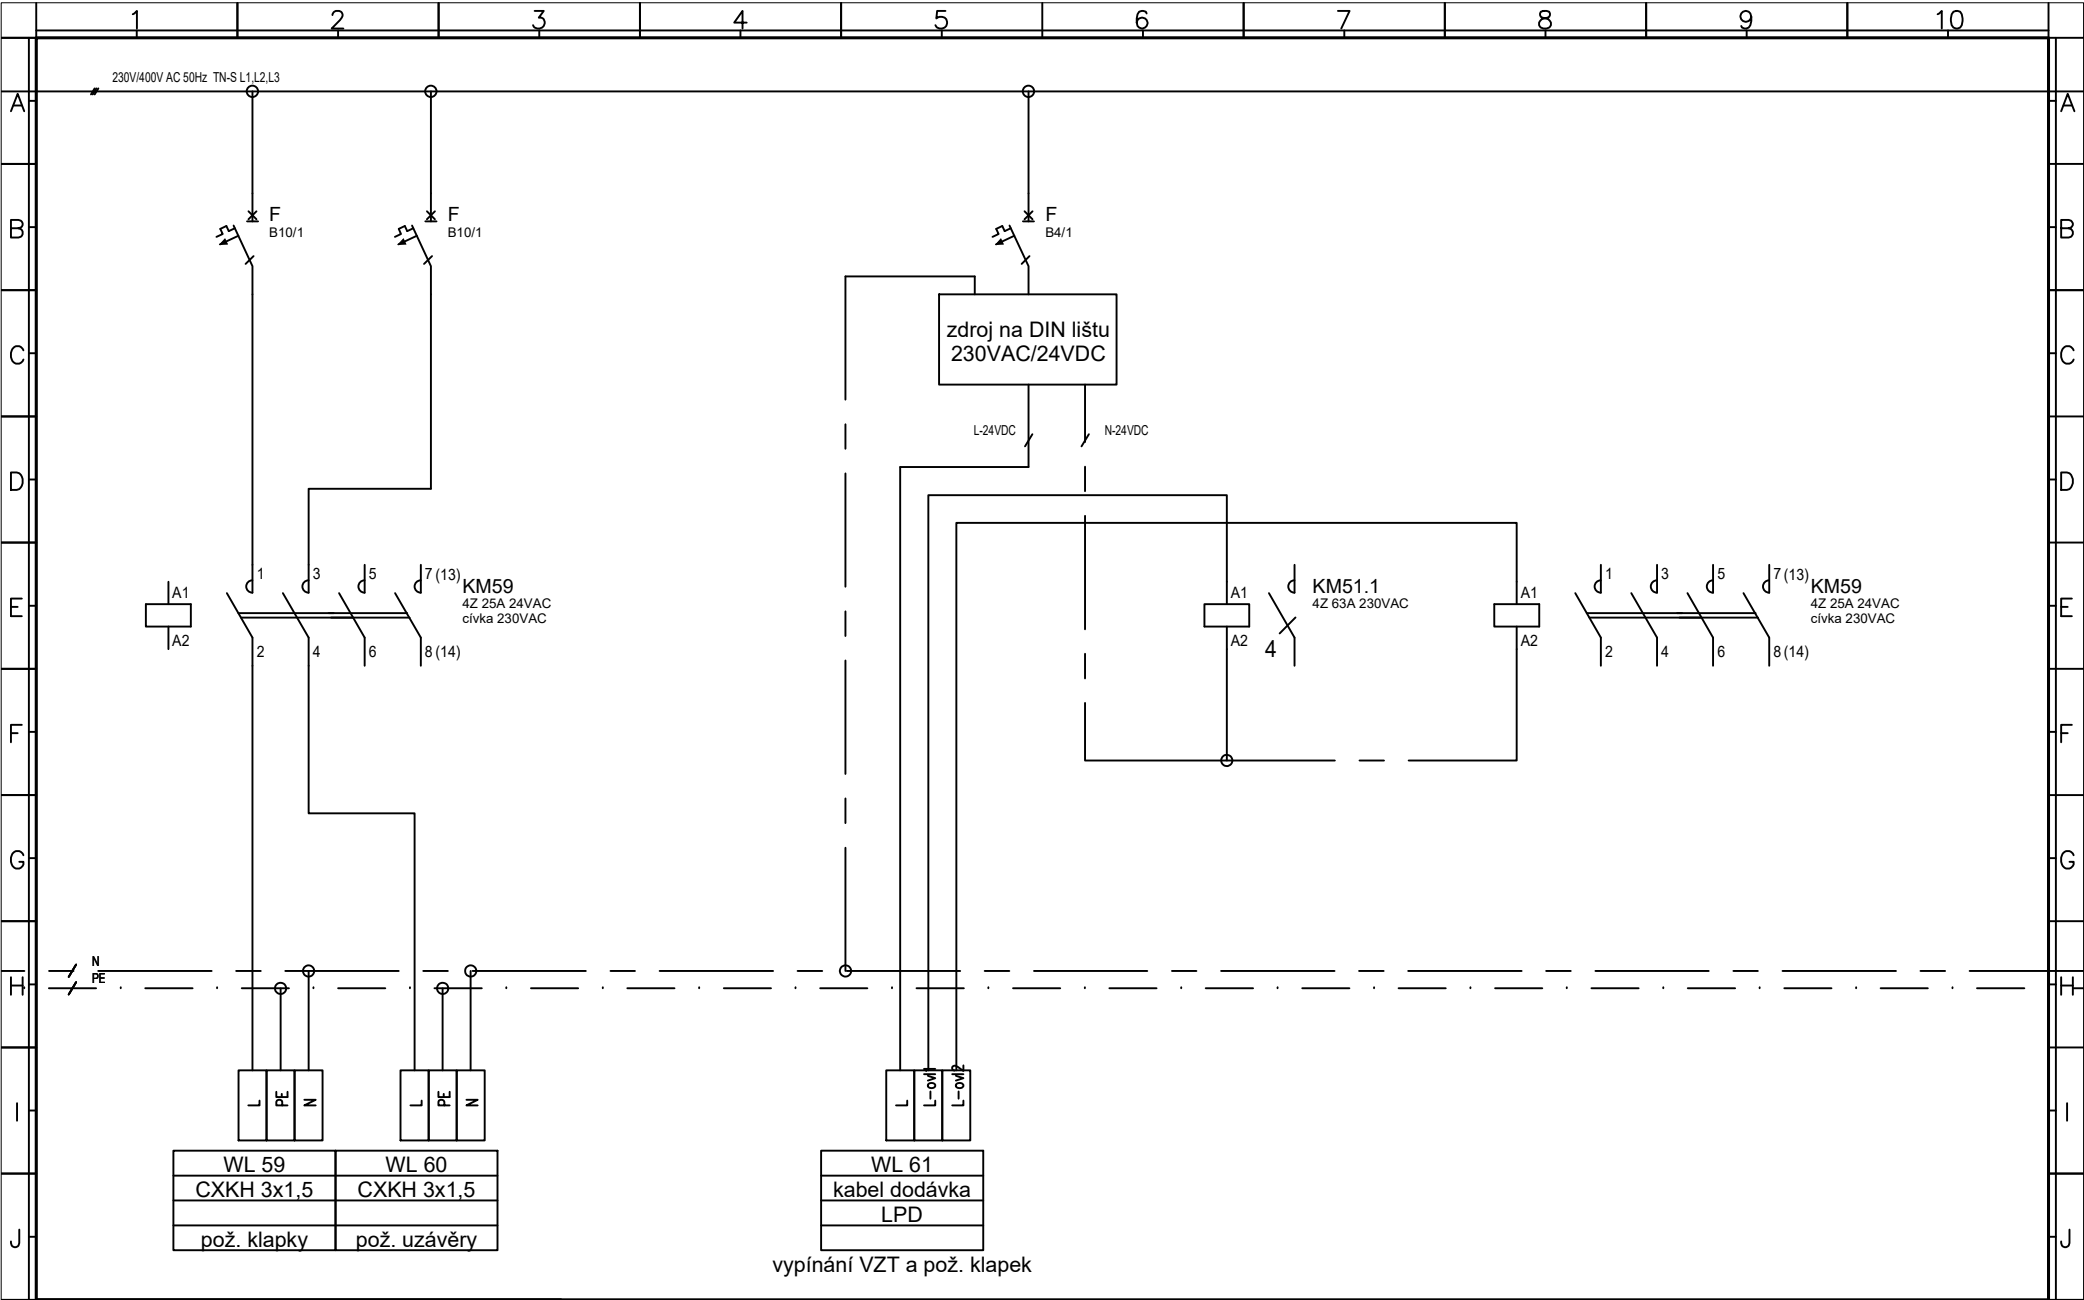 1 2 3 4 5 6 7 8 9 10
230V/400V AC 50Hz TN-S L1,L2,L3
A A
F F F
B10/1 B10/1 B4/1
B B
zdroj na DIN lištu
230VAC/24VDC
C C
L-24VDC N-24VDC
D D
1 3 5 7 (13) KM59
4Z 25A 24VAC
cívka 230VAC
A1
A2
2 4 6 8 (14)
A1
A2
KM51.1
4Z 63A 230VAC
4
A1
A2
1 3 5 7 (13) KM59
4Z 25A 24VAC
cívka 230VAC
2 4 6 8 (14)
E E
F F
G G
N
PE
H H
L PE N L PE N L L-ovl1 L-ovl2
I I
WL 59 WL 60 WL 61
CXKH 3x1,5 CXKH 3x1,5 kabel dodávka
LPD
pož. klapky pož. uzávěry
J J
vypínání VZT a pož. klapek